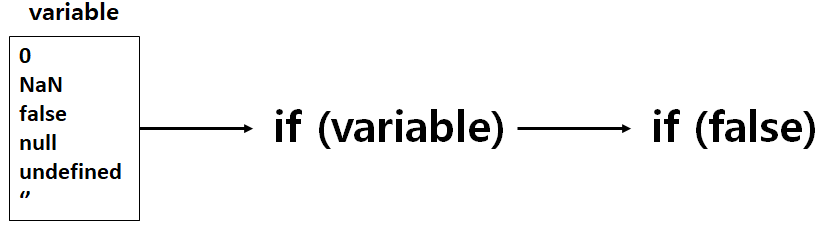 variable
0
NaN
false
null
undefined
‘’
if (variable)
if (false)